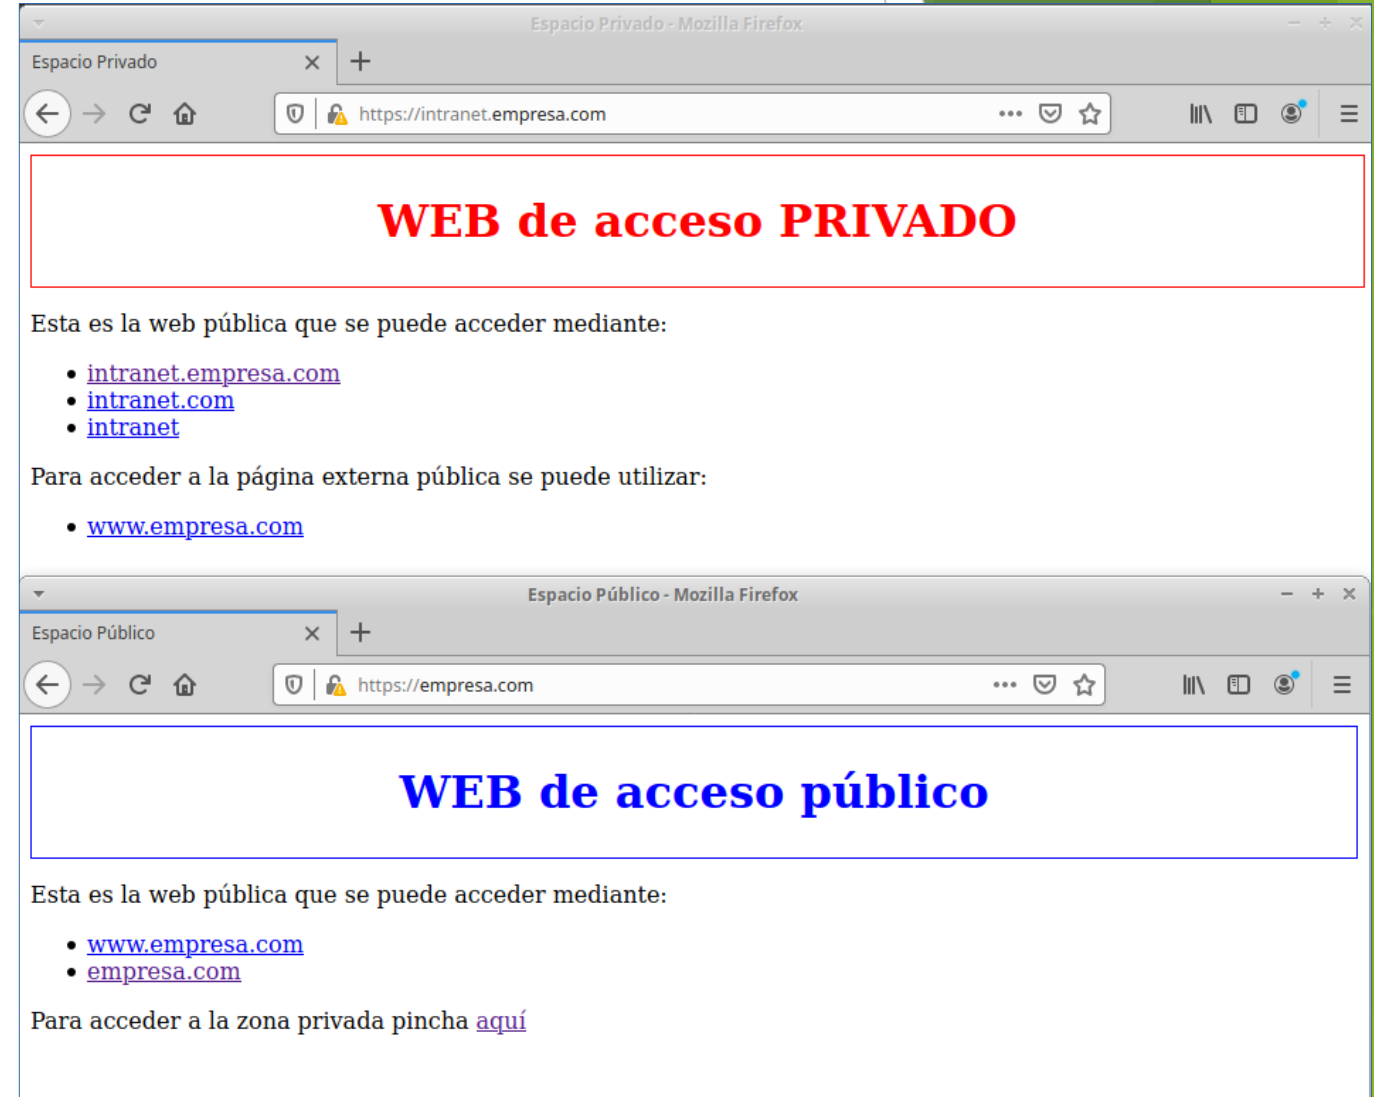 Espacio Privado - Mozilla Firefox
Espacio Privado
https://intranet.empresa.com
WEB de acceso PRIVADO
Esta es la web pública que se puede acceder mediante:
intranet.empresa.com
intranet.com
intranet
Para acceder a la página externa pública se puede utilizar:
www.empresa.com
Espacio Público - Mozilla Firefox
Espacio Público
https://empresa.com
WEB de acceso público
Esta es la web pública que se puede acceder mediante:
www.empresa.com
empresa.com
Para acceder a la zona privada pincha aquí